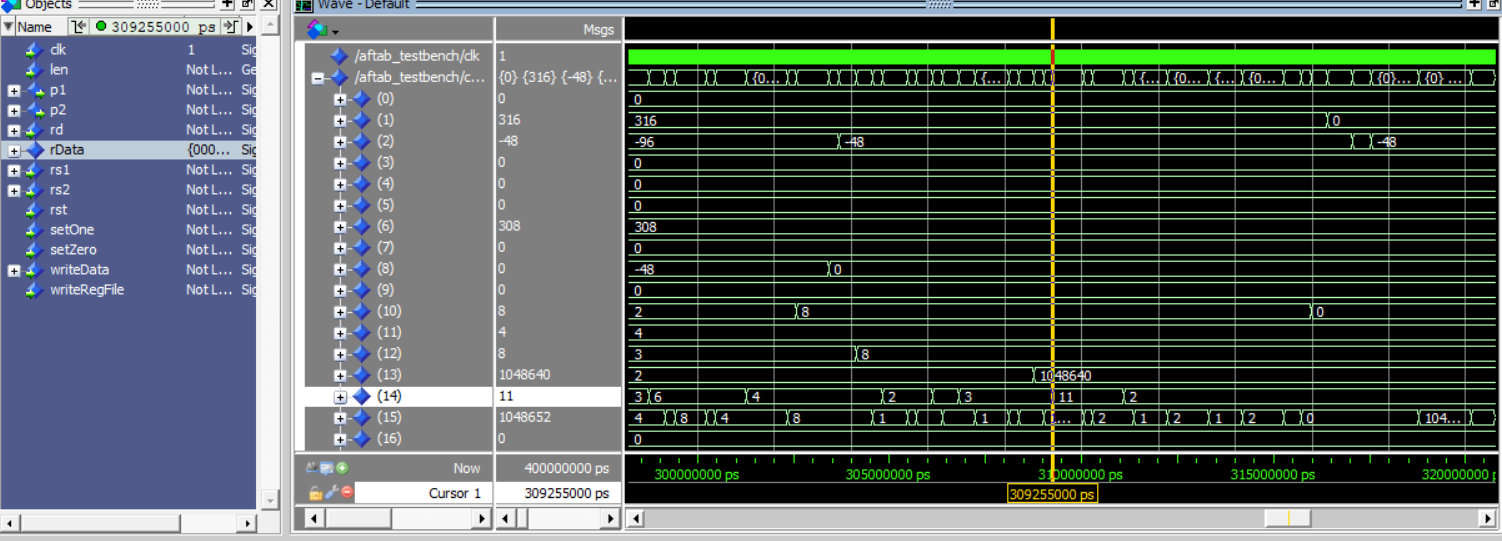 Objects
Wave - Default
Name 309255000 ps
Msgs
clk 1 Sig
len Not L... Ge
p1 Not L... Sig
p2 Not L... Sig
rd Not L... Sig
rData {000... Sig
rs1 Not L... Sig
rs2 Not L... Sig
rst Not L... Sig
setOne Not L... Sig
setZero Not L... Sig
writeData Not L... Sig
writeRegFile Not L... Sig
/aftab_testbench/clk 1
/aftab_testbench/c... {0} {316} {-48} {... {0... {... {... {0... {... {0... {0}... {0} ...
(0) 0 0
(1) 316 316 0
(2) -48 -96 -48 -48
(3) 0 0
(4) 0 0
(5) 0 0
(6) 308 308
(7) 0 0
(8) 0 -48 0
(9) 0 0
(10) 8 2 8 0
(11) 4 4
(12) 8 3 8
(13) 1048640 2 1048640
(14) 11 3 6 4 2 3 11 2
(15) 1048652 4 8 4 8 1 1 ... 2 1 2 1 2 0 104...
(16) 0 0
Now 400000000 ps 300000000 ps 305000000 ps 310000000 ps 315000000 ps 320000000 p
Cursor 1 309255000 ps 309255000 ps